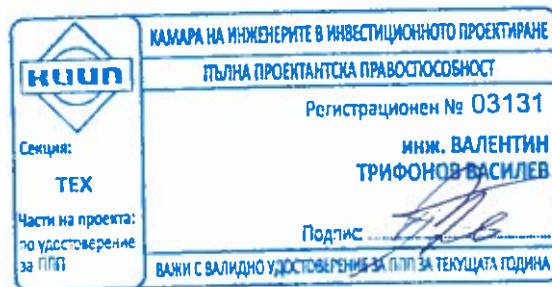 КИИП
Секция:
ТЕХ
Части на проекта:
по удостоверение
за ППП
КАМАРА НА ИНЖЕНЕРИТЕ В ИНВЕСТИЦИОННОТО ПРОЕКТИРАНЕ
ПЪЛНА ПРОЕКТАНТСКА ПРАВОСПОСОБНОСТ
Регистрационен № 03131
инж. ВАЛЕНТИН
ТРИФОНОВ ВАСИЛЕВ
Подпис
ВАЖИ С ВАЛИДНО УДОСТОВЕРЕНИЕ ЗА ППП ЗА ТЕКУЩАТА ГОДИНА